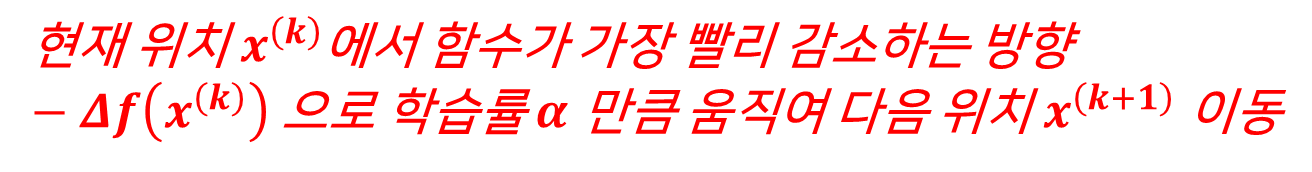 현재 위치 x⁽ᵏ⁾에서 함수가 가장 빨리 감소하는 방향
− Δf(x⁽ᵏ⁾) 으로 학습률 α 만큼 움직여 다음 위치 x⁽ᵏ⁺¹⁾ 이동